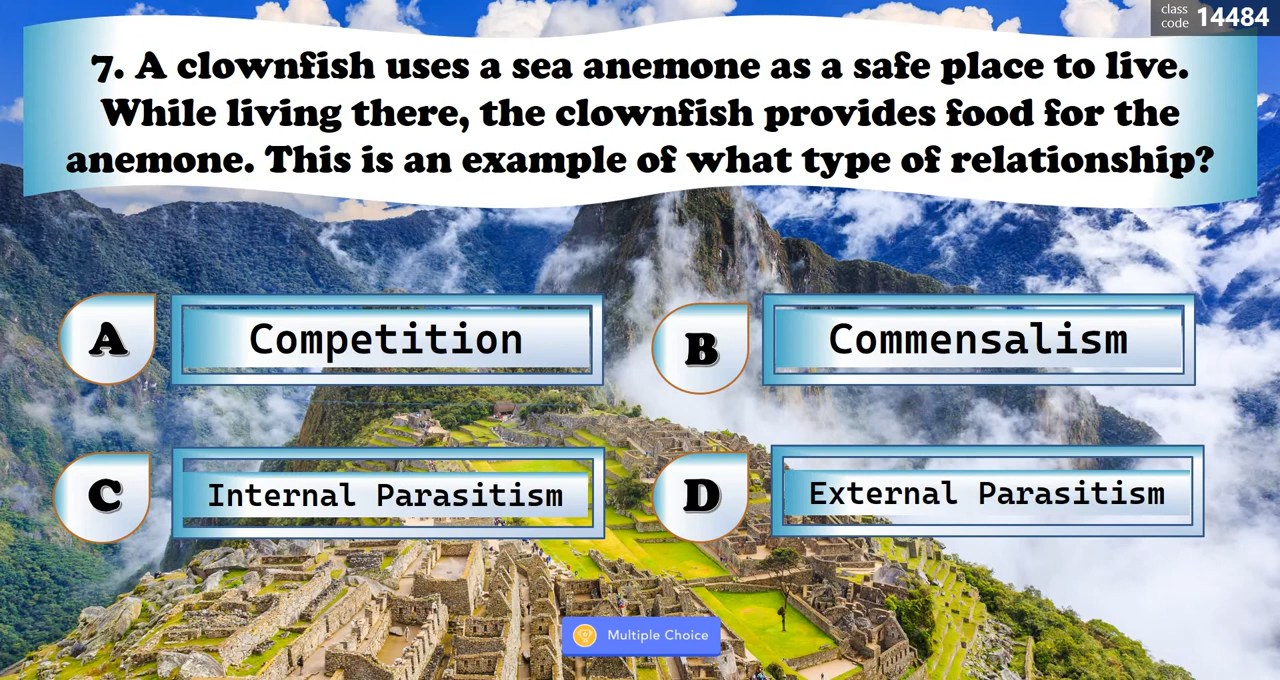 class
code 14484
7. A clownfish uses a sea anemone as a safe place to live.
While living there, the clownfish provides food for the
anemone. This is an example of what type of relationship?
A Competition
B Commensalism
C Internal Parasitism
D External Parasitism
Multiple Choice